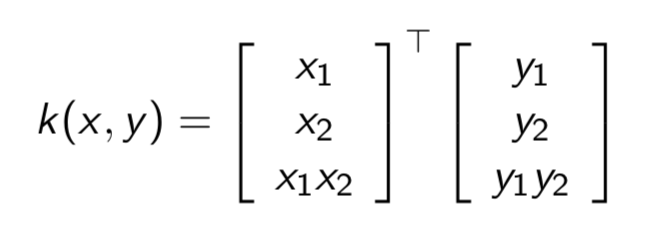 k(x, y) = [ x₁ x₂ x₁x₂ ]^⊤ [ y₁ y₂ y₁y₂ ]